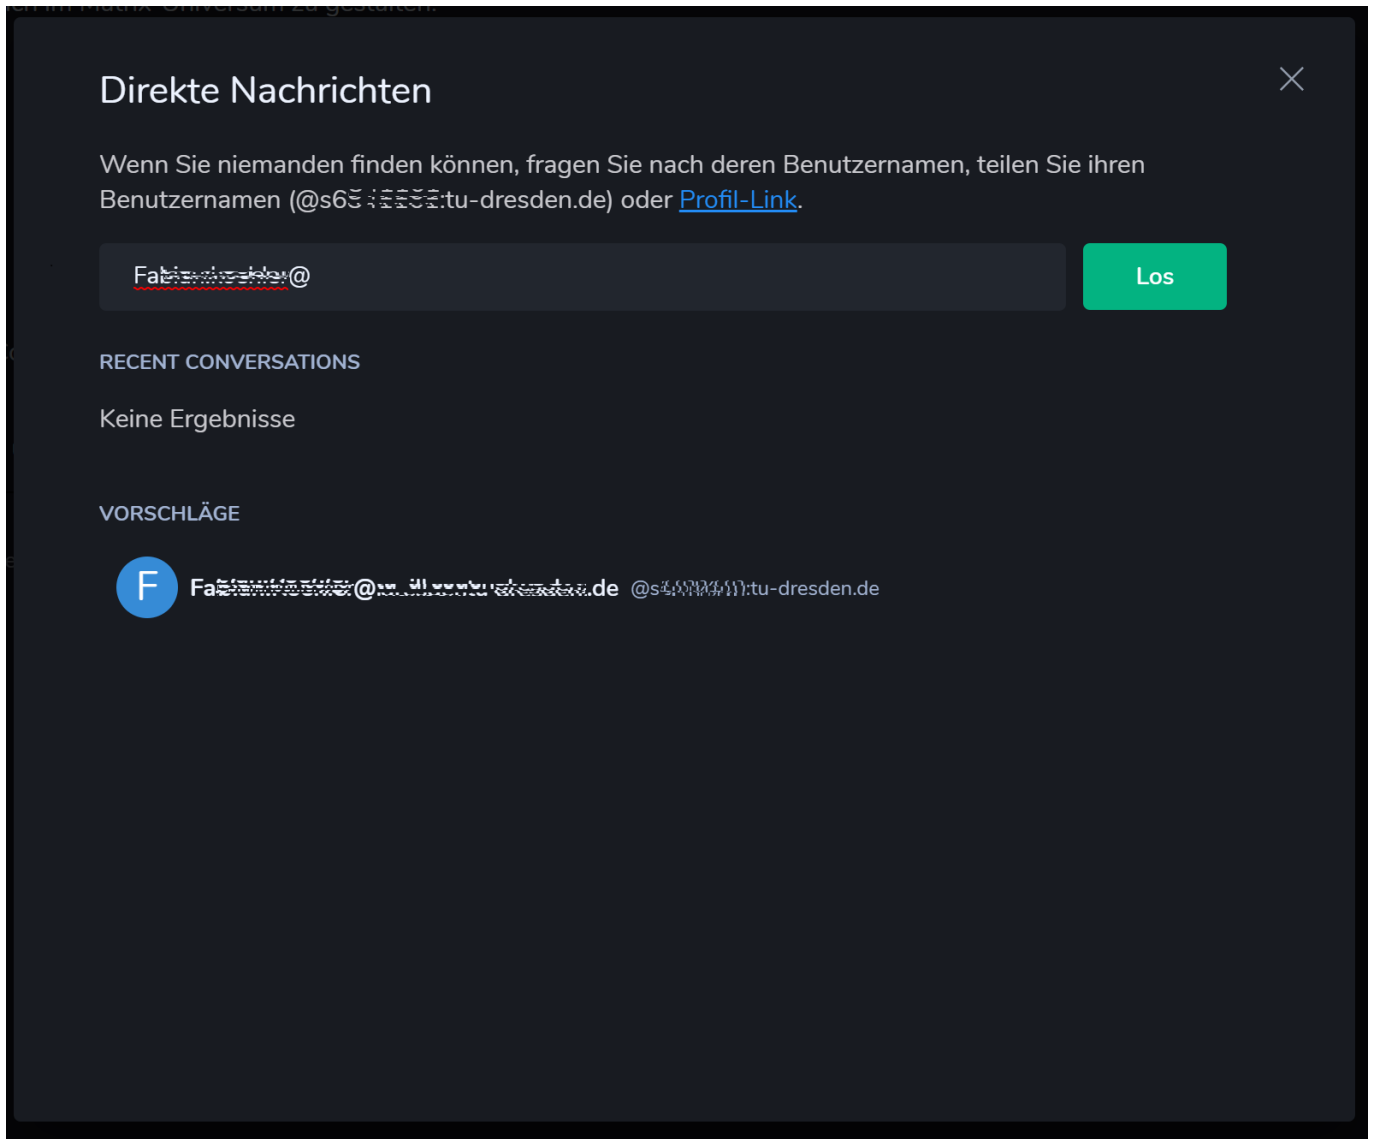 Direkte Nachrichten
Wenn Sie niemanden finden können, fragen Sie nach deren Benutzernamen, teilen Sie ihren
Benutzernamen :tu-dresden.de) oder Profil-Link.
Los
RECENT CONVERSATIONS
Keine Ergebnisse
VORSCHLÄGE
F .de :tu-dresden.de